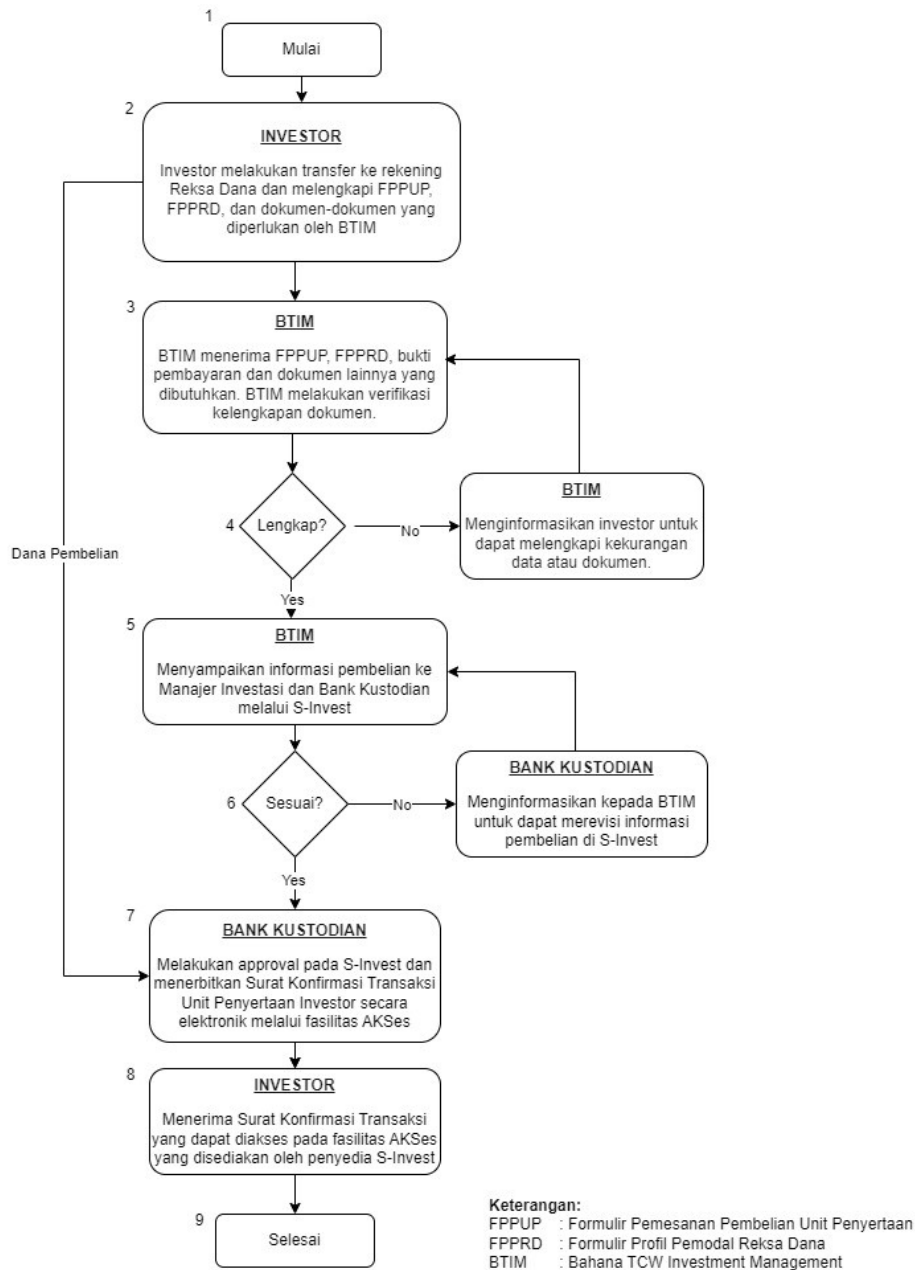 1
Mulai
2
INVESTOR
Investor melakukan transfer ke rekening
Reksa Dana dan melengkapi FPPUP,
FPPRD, dan dokumen-dokumen yang
diperlukan oleh BTIM
3
BTIM
BTIM menerima FPPUP, FPPRD, bukti
pembayaran dan dokumen lainnya yang
dibutuhkan. BTIM melakukan verifikasi
kelengkapan dokumen.
4
Lengkap?
No
BTIM
Menginformasikan investor untuk
dapat melengkapi kekurangan
data atau dokumen.
Dana Pembelian
Yes
5
BTIM
Menyampaikan informasi pembelian ke
Manajer Investasi dan Bank Kustodian
melalui S-Invest
6
Sesuai?
No
BANK KUSTODIAN
Menginformasikan kepada BTIM
untuk dapat merevisi informasi
pembelian di S-Invest
Yes
7
BANK KUSTODIAN
Melakukan approval pada S-Invest dan
menerbitkan Surat Konfirmasi Transaksi
Unit Penyertaan Investor secara
elektronik melalui fasilitas AKSes
8
INVESTOR
Menerima Surat Konfirmasi Transaksi
yang dapat diakses pada fasilitas AKSes
yang disediakan oleh penyedia S-Invest
9
Selesai
Keterangan:
FPPUP : Formulir Pemesanan Pembelian Unit Penyertaan
FPPRD : Formulir Profil Pemodal Reksa Dana
BTIM : Bahana TCW Investment Management